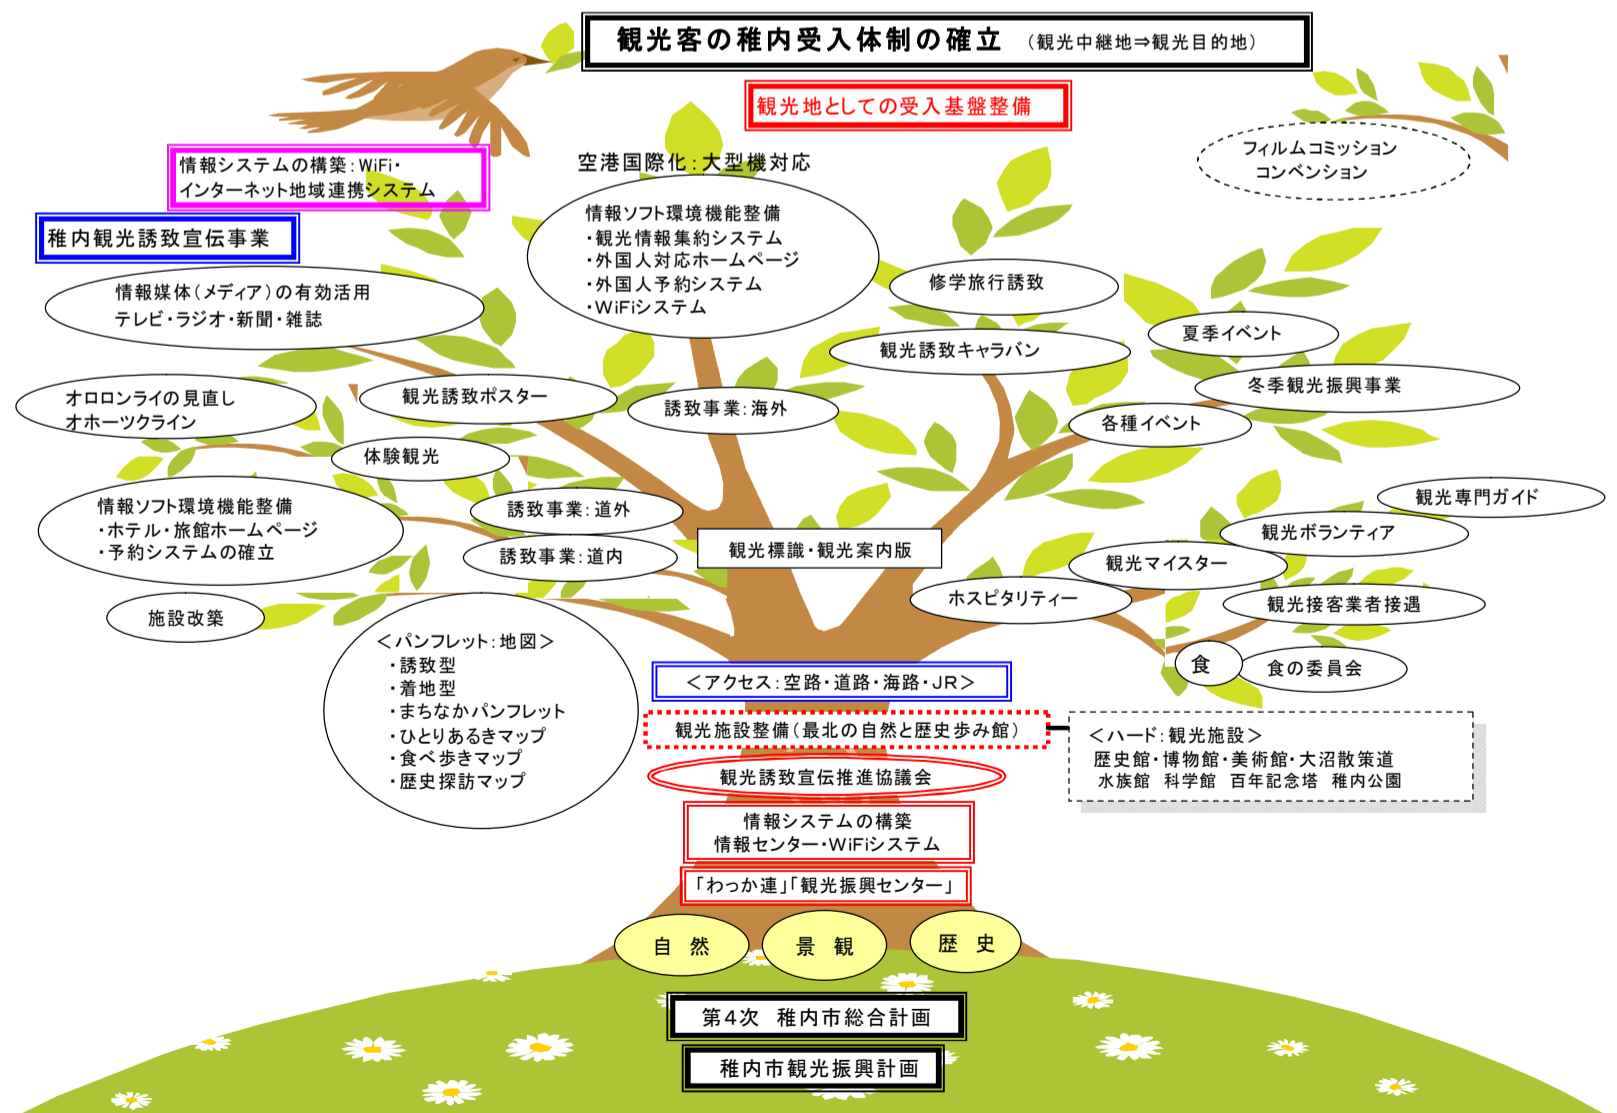 観光客の稚内受入体制の確立 （観光中継地⇒観光目的地）
観光地としての受入基盤整備
情報システムの構築：WiFi・
インターネット地域連携システム
稚内観光誘致宣伝事業
空港国際化：大型機対応
情報ソフト環境機能整備
・観光情報集約システム
・外国人対応ホームページ
・外国人予約システム
・WiFiシステム
フィルムコミッション
コンベンション
情報媒体（メディア）の有効活用
テレビ・ラジオ・新聞・雑誌
修学旅行誘致
観光誘致キャラバン
夏季イベント
冬季観光振興事業
各種イベント
オロロンライの見直し
オホーツクライン
観光誘致ポスター
誘致事業：海外
体験観光
情報ソフト環境機能整備
・ホテル・旅館ホームページ
・予約システムの確立
誘致事業：道外
誘致事業：道内
観光標識・観光案内版
観光専門ガイド
観光ボランティア
観光マイスター
ホスピタリティー
観光接客業者接遇
食
食の委員会
施設改築
＜パンフレット：地図＞
・誘致型
・着地型
・まちなかパンフレット
・ひとりあるきマップ
・食べ歩きマップ
・歴史探訪マップ
＜アクセス：空路・道路・海路・JR＞
観光施設整備（最北の自然と歴史歩み館）
＜ハード：観光施設＞
歴史館・博物館・美術館・大沼散策道
水族館 科学館 百年記念塔 稚内公園
観光誘致宣伝推進協議会
情報システムの構築
情報センター・WiFiシステム
「わっか連」「観光振興センター」
自 然
景 観
歴 史
第４次 稚内市総合計画
稚内市観光振興計画